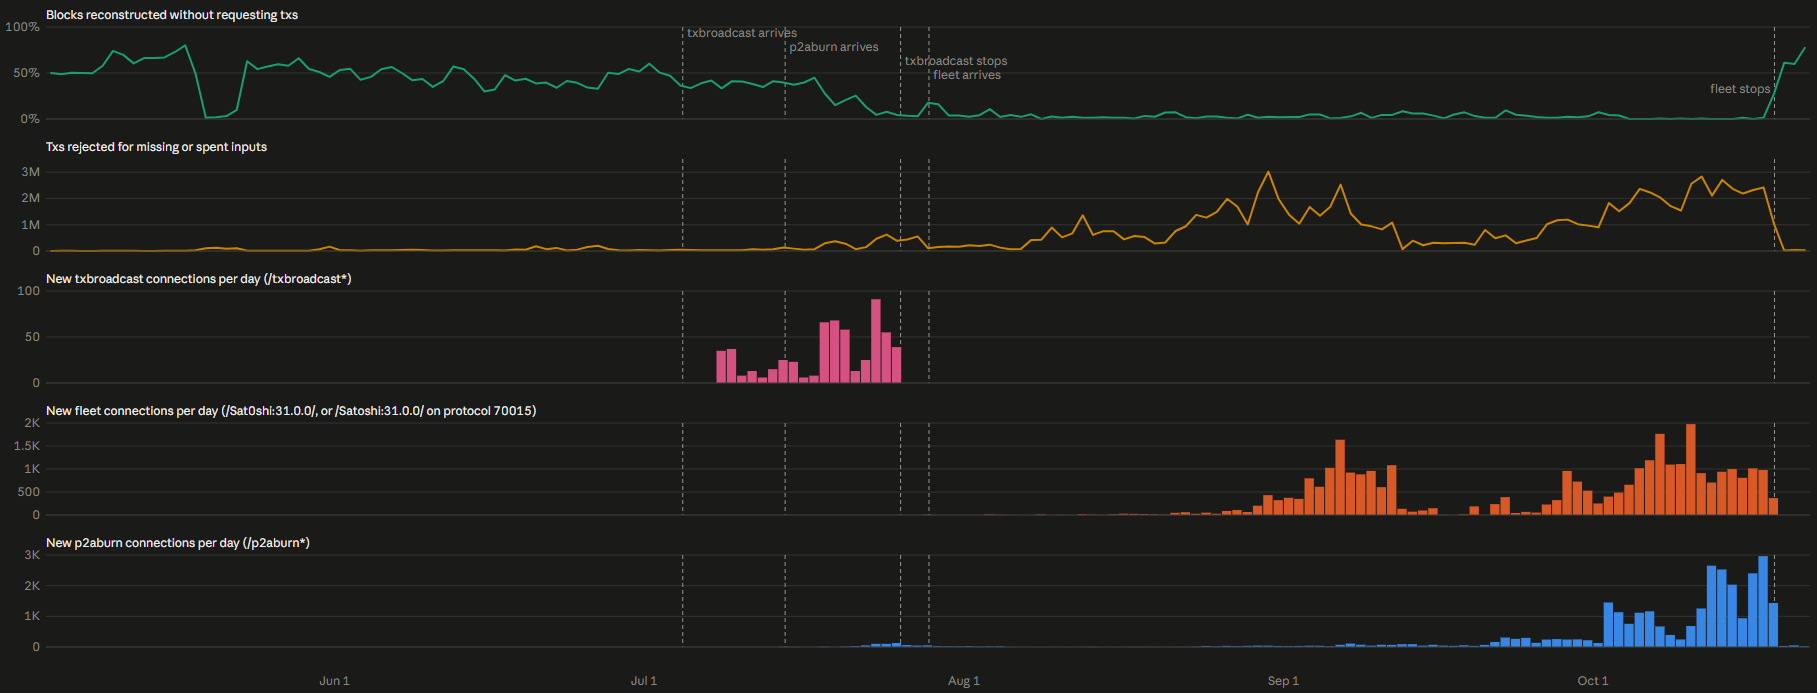 Blocks reconstructed without requesting txs
100%
50%
0%
txbroadcast arrives
p2aburn arrives
txbroadcast stops
fleet arrives
fleet stops
Txs rejected for missing or spent inputs
3M
2M
1M
0
New txbroadcast connections per day (/txbroadcast*)
100
50
0
New fleet connections per day (/Sat0shi:31.0.0/, or /Satoshi:31.0.0/ on protocol 70015)
2K
1.5K
1K
500
0
New p2aburn connections per day (/p2aburn*)
3K
2K
1K
0
Jun 1 Jul 1 Aug 1 Sep 1 Oct 1